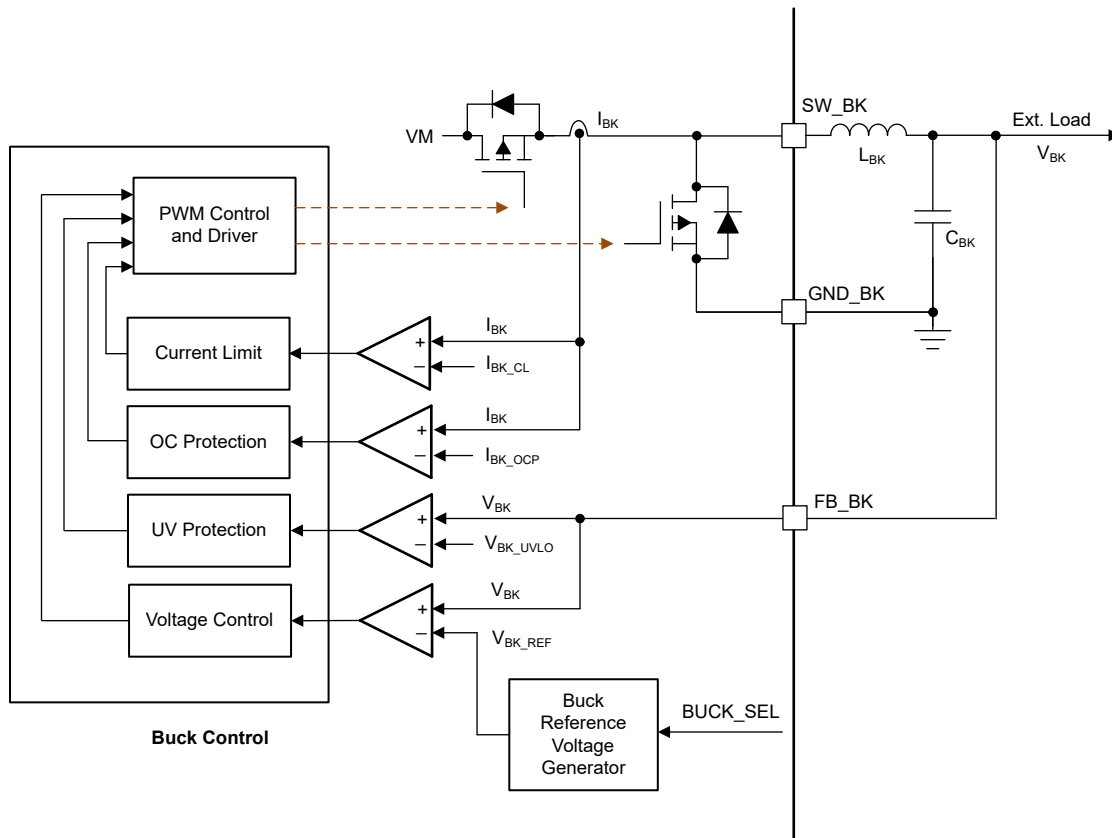 SW_BK
I_BK
Ext. Load
VM
L_BK
V_BK
PWM Control
and Driver
C_BK
GND_BK
I_BK
+
Current Limit
−
I_BK_CL
I_BK
+
OC Protection
−
I_BK_OCP
V_BK
FB_BK
+
UV Protection
−
V_BK_UVLO
V_BK
+
Voltage Control
−
V_BK_REF
Buck
Reference
Voltage
Generator
BUCK_SEL
Buck Control